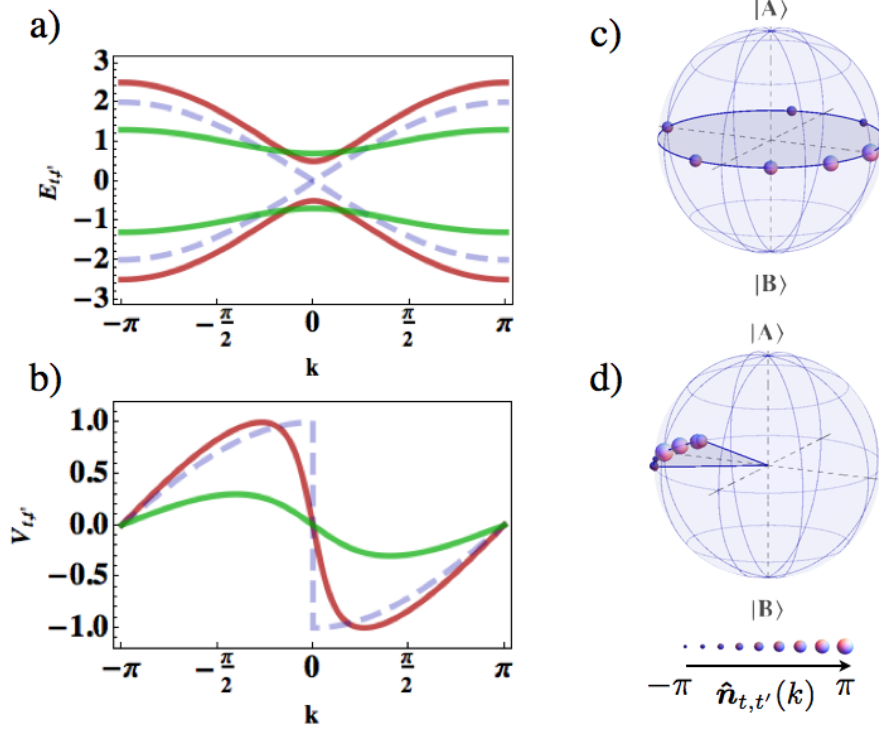 a)
3
2
1
0
−1
−2
−3
E_{t,t'}
−π
−π/2
0
π/2
π
k
b)
1.0
0.5
0.0
−0.5
−1.0
V_{t,t'}
−π
−π/2
0
π/2
π
k
c)
|A⟩
|B⟩
d)
|A⟩
|B⟩
−π n̂_{t,t'}(k) π